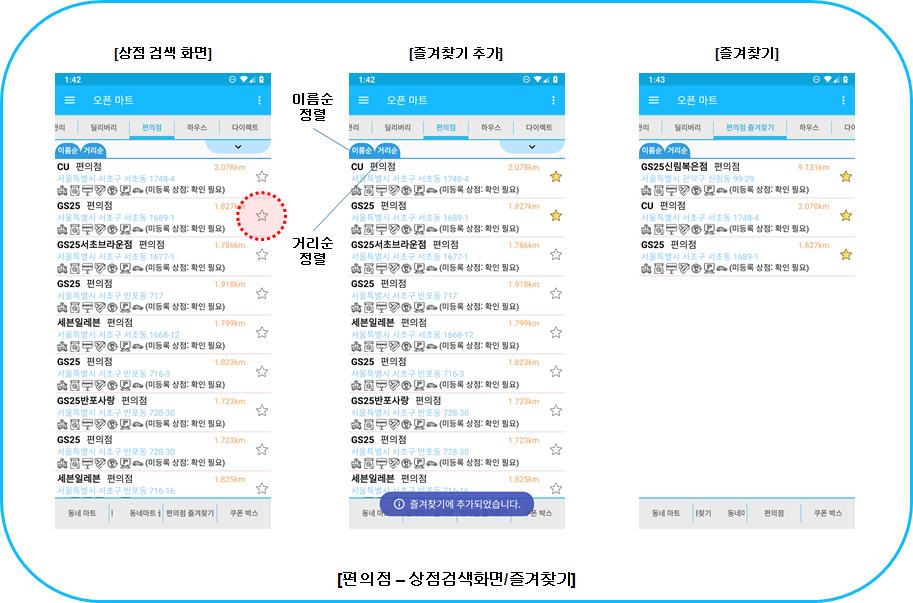 [상점 검색 화면]
1:42
오픈 마트
관리 딜리버리 편의점 하우스 다이렉트
이름순 거리순
CU 편의점 2.078km
서울특별시 서초구 서초동 1748-4
(미등록 상점: 확인 필요)
GS25 편의점 1.827km
서울특별시 서초구 서초동 1689-1
(미등록 상점: 확인 필요)
GS25서초브라운점 편의점 1.786km
서울특별시 서초구 서초동 1677-1
(미등록 상점: 확인 필요)
GS25 편의점 1.918km
서울특별시 서초구 반포동 717
(미등록 상점: 확인 필요)
세븐일레븐 편의점 1.799km
서울특별시 서초구 서초동 1668-12
(미등록 상점: 확인 필요)
GS25 편의점 1.823km
서울특별시 서초구 반포동 716-3
(미등록 상점: 확인 필요)
GS25반포사랑 편의점 1.723km
서울특별시 서초구 반포동 728-30
(미등록 상점: 확인 필요)
GS25 편의점 1.723km
서울특별시 서초구 반포동 728-30
(미등록 상점: 확인 필요)
세븐일레븐 편의점 1.825km
서울특별시 서초구 반포동 716-16
동네 마트 동네마트 편의점 즐겨찾기 쿠폰 박스
[즐겨찾기 추가]
이름순
정렬
거리순
정렬
1:42
오픈 마트
관리 딜리버리 편의점 하우스 다이렉트
이름순 거리순
CU 편의점 2.078km
서울특별시 서초구 서초동 1748-4
(미등록 상점: 확인 필요)
GS25 편의점 1.827km
서울특별시 서초구 서초동 1689-1
(미등록 상점: 확인 필요)
GS25서초브라운점 편의점 1.786km
서울특별시 서초구 서초동 1677-1
(미등록 상점: 확인 필요)
GS25 편의점 1.918km
서울특별시 서초구 반포동 717
(미등록 상점: 확인 필요)
세븐일레븐 편의점 1.799km
서울특별시 서초구 서초동 1668-12
(미등록 상점: 확인 필요)
GS25 편의점 1.823km
서울특별시 서초구 반포동 716-3
(미등록 상점: 확인 필요)
GS25반포사랑 편의점 1.723km
서울특별시 서초구 반포동 728-30
(미등록 상점: 확인 필요)
GS25 편의점 1.723km
서울특별시 서초구 반포동 728-30
(미등록 상점: 확인 필요)
세븐일레븐 편의점 1.825km
서울특별시 서초구 반포동 716-16
즐겨찾기에 추가되었습니다.
동네 쿠폰 박스
[즐겨찾기]
1:43
오픈 마트
관리 딜리버리 편의점 즐겨찾기 하우스
이름순 거리순
GS25신림복은점 편의점 9.131km
서울특별시 관악구 신림동 99-29
(미등록 상점: 확인 필요)
CU 편의점 2.078km
서울특별시 서초구 서초동 1748-4
(미등록 상점: 확인 필요)
GS25 편의점 1.827km
서울특별시 서초구 서초동 1689-1
(미등록 상점: 확인 필요)
동네 마트 찾기 동네 편의점 쿠폰 박스
[편의점 – 상점검색화면/즐겨찾기]